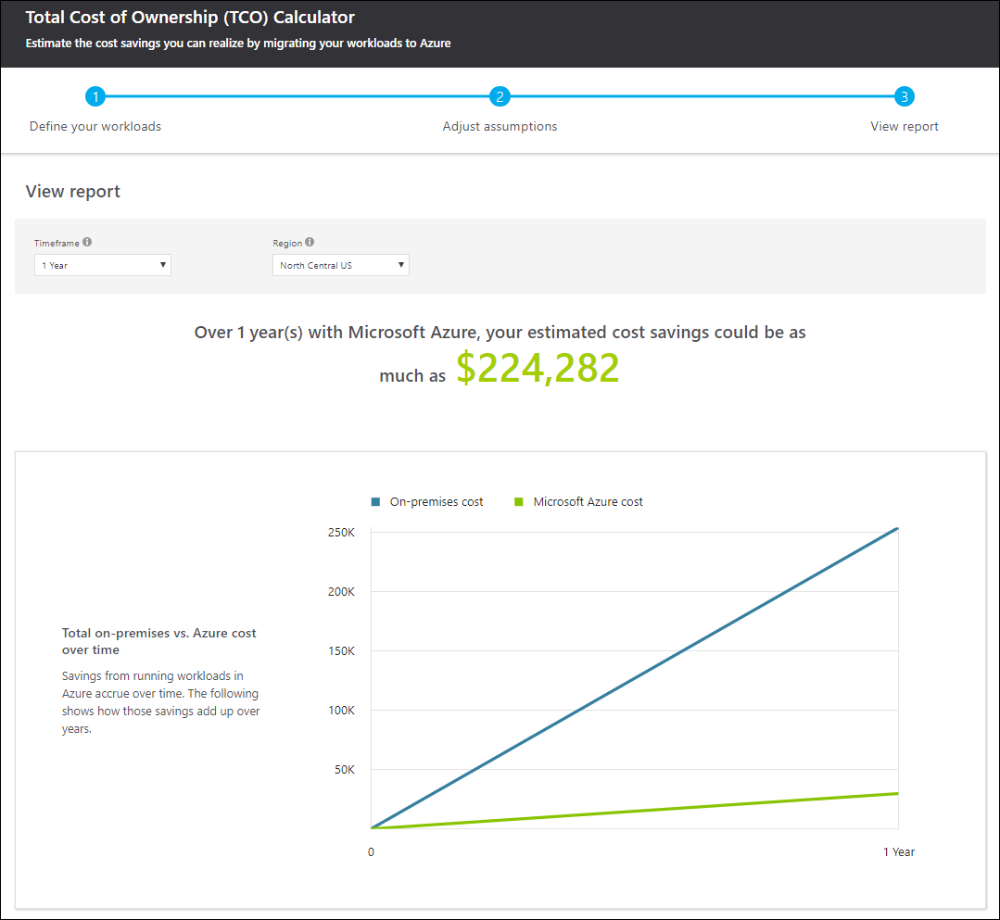 Total Cost of Ownership (TCO) Calculator
Estimate the cost savings you can realize by migrating your workloads to Azure
1 2 3
Define your workloads Adjust assumptions View report
View report
Timeframe Region
1 Year North Central US
Over 1 year(s) with Microsoft Azure, your estimated cost savings could be as
much as $224,282
On-premises cost Microsoft Azure cost
250K
200K
150K
100K
50K
0 1 Year
Total on-premises vs. Azure cost
over time
Savings from running workloads in
Azure accrue over time. The following
shows how those savings add up over
years.